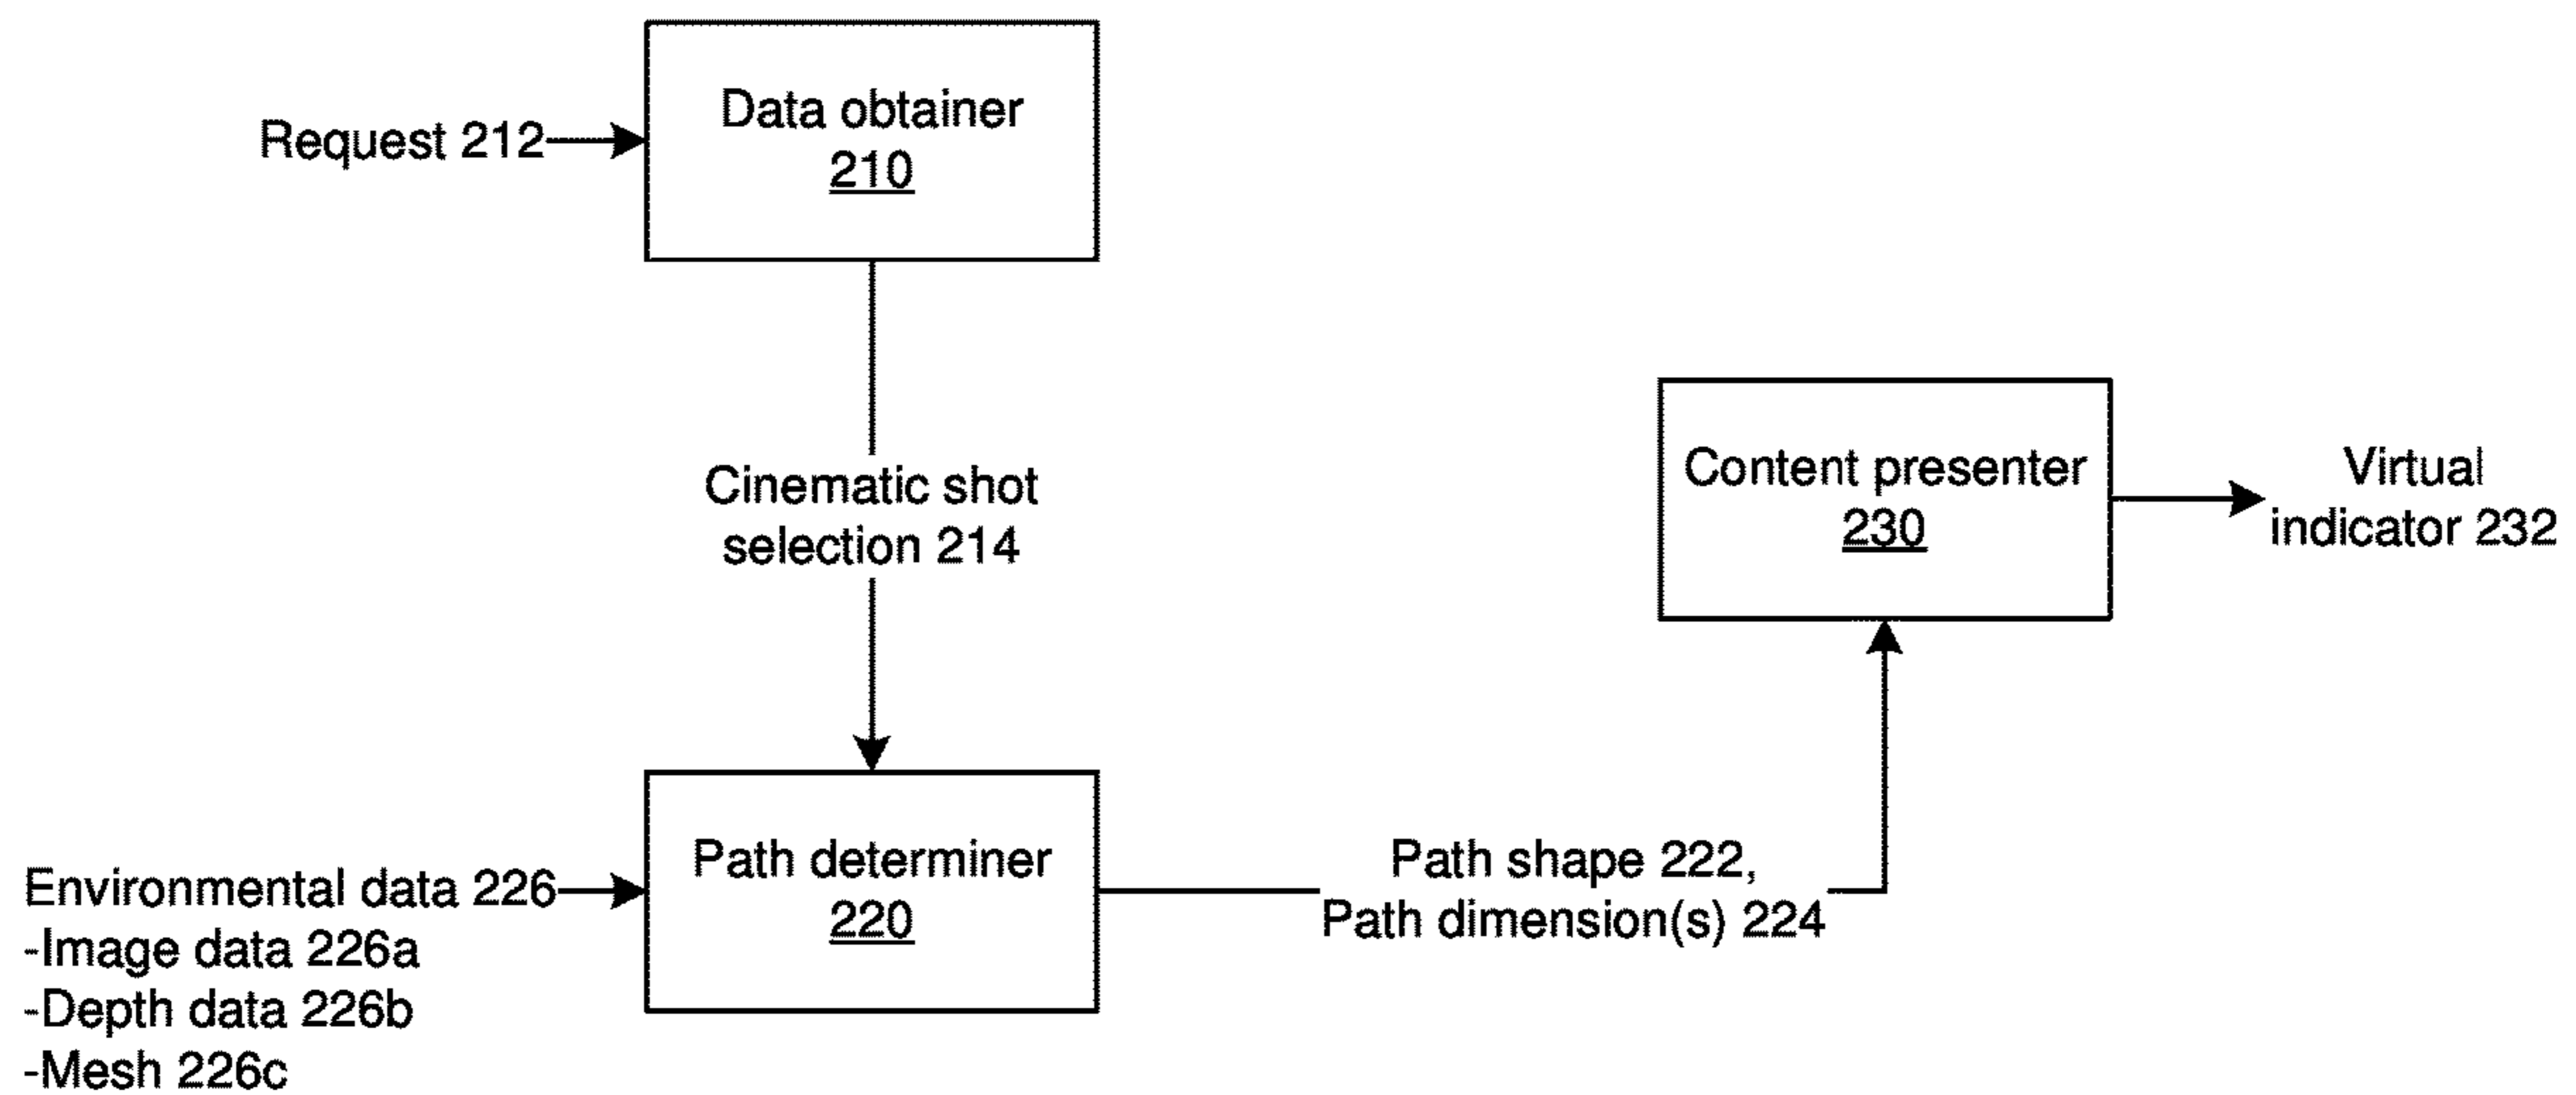 Request 212
Data obtainer
210
Cinematic shot
selection 214
Content presenter
230
Virtual
indicator 232
Environmental data 226
-Image data 226a
-Depth data 226b
-Mesh 226c
Path determiner
220
Path shape 222,
Path dimension(s) 224